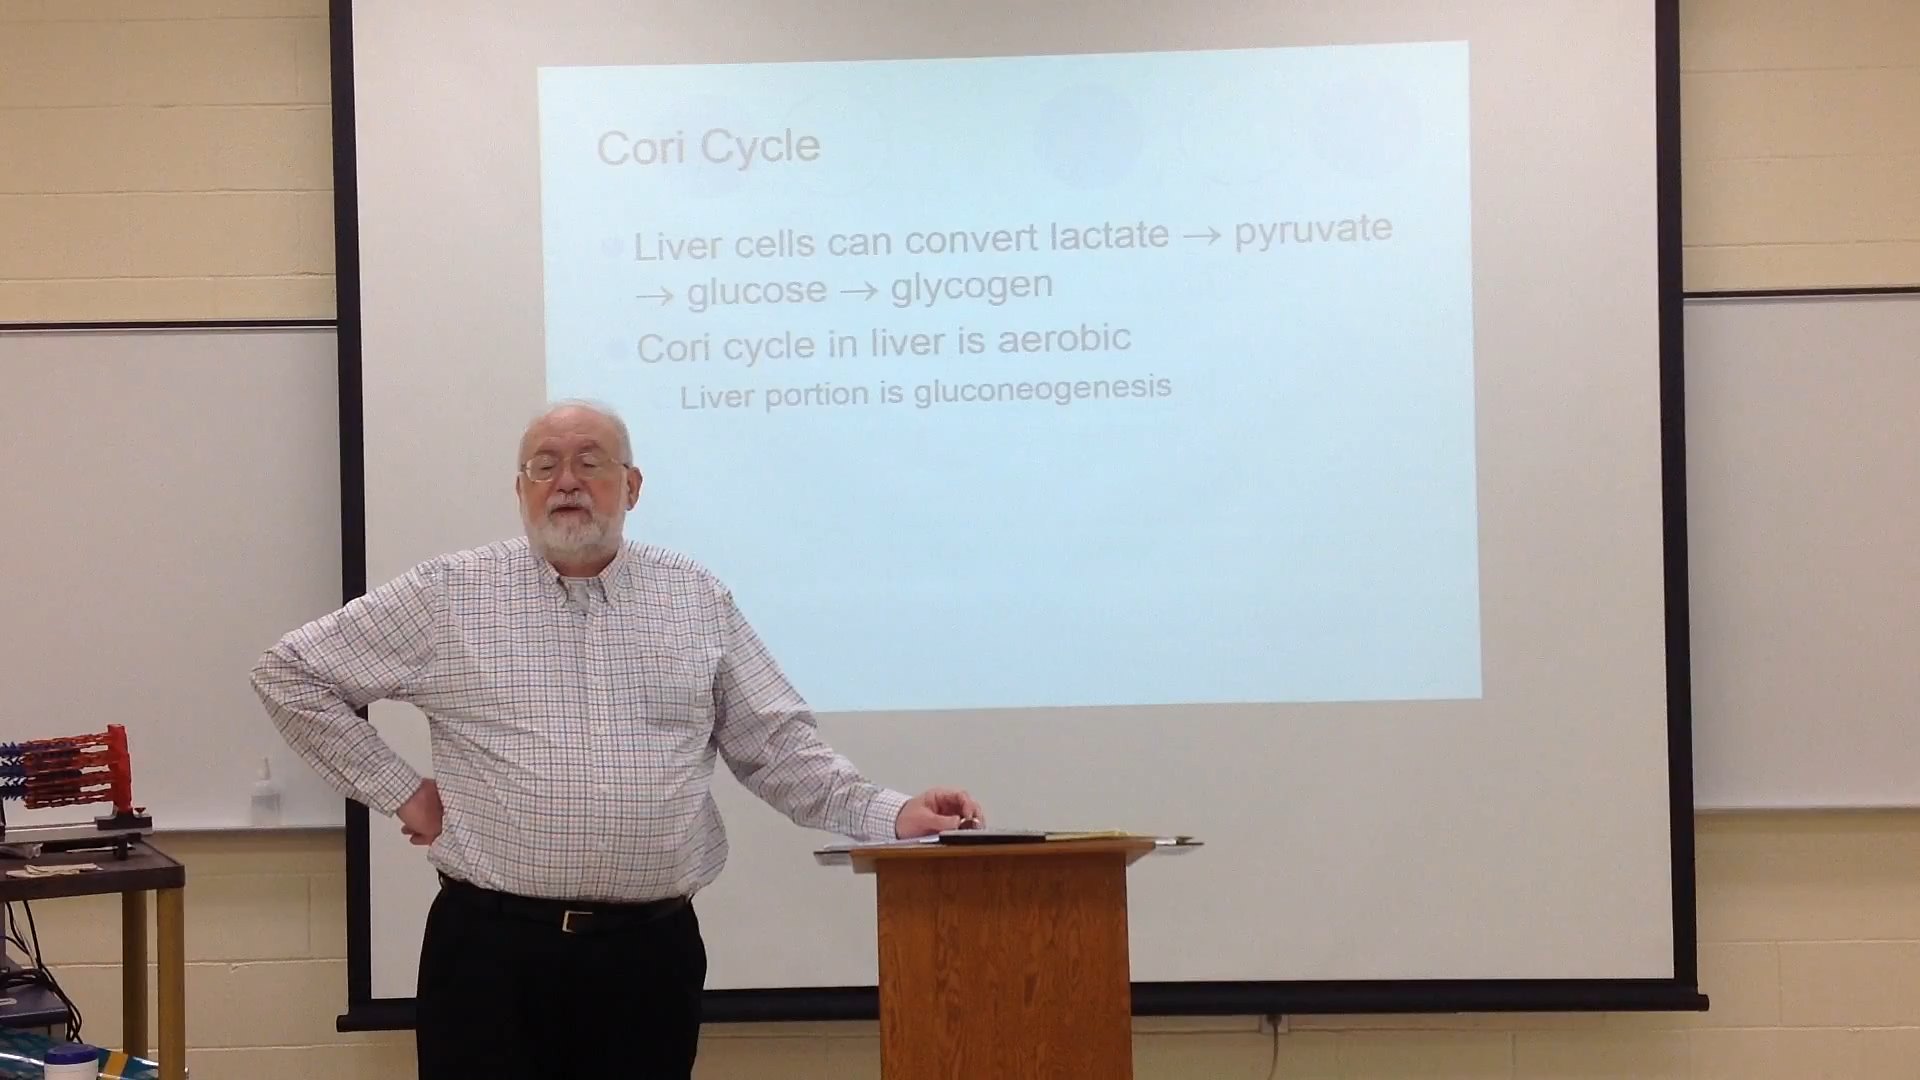 Cori Cycle
Liver cells can convert lactate → pyruvate
→ glucose → glycogen
Cori cycle in liver is aerobic
Liver portion is gluconeogenesis